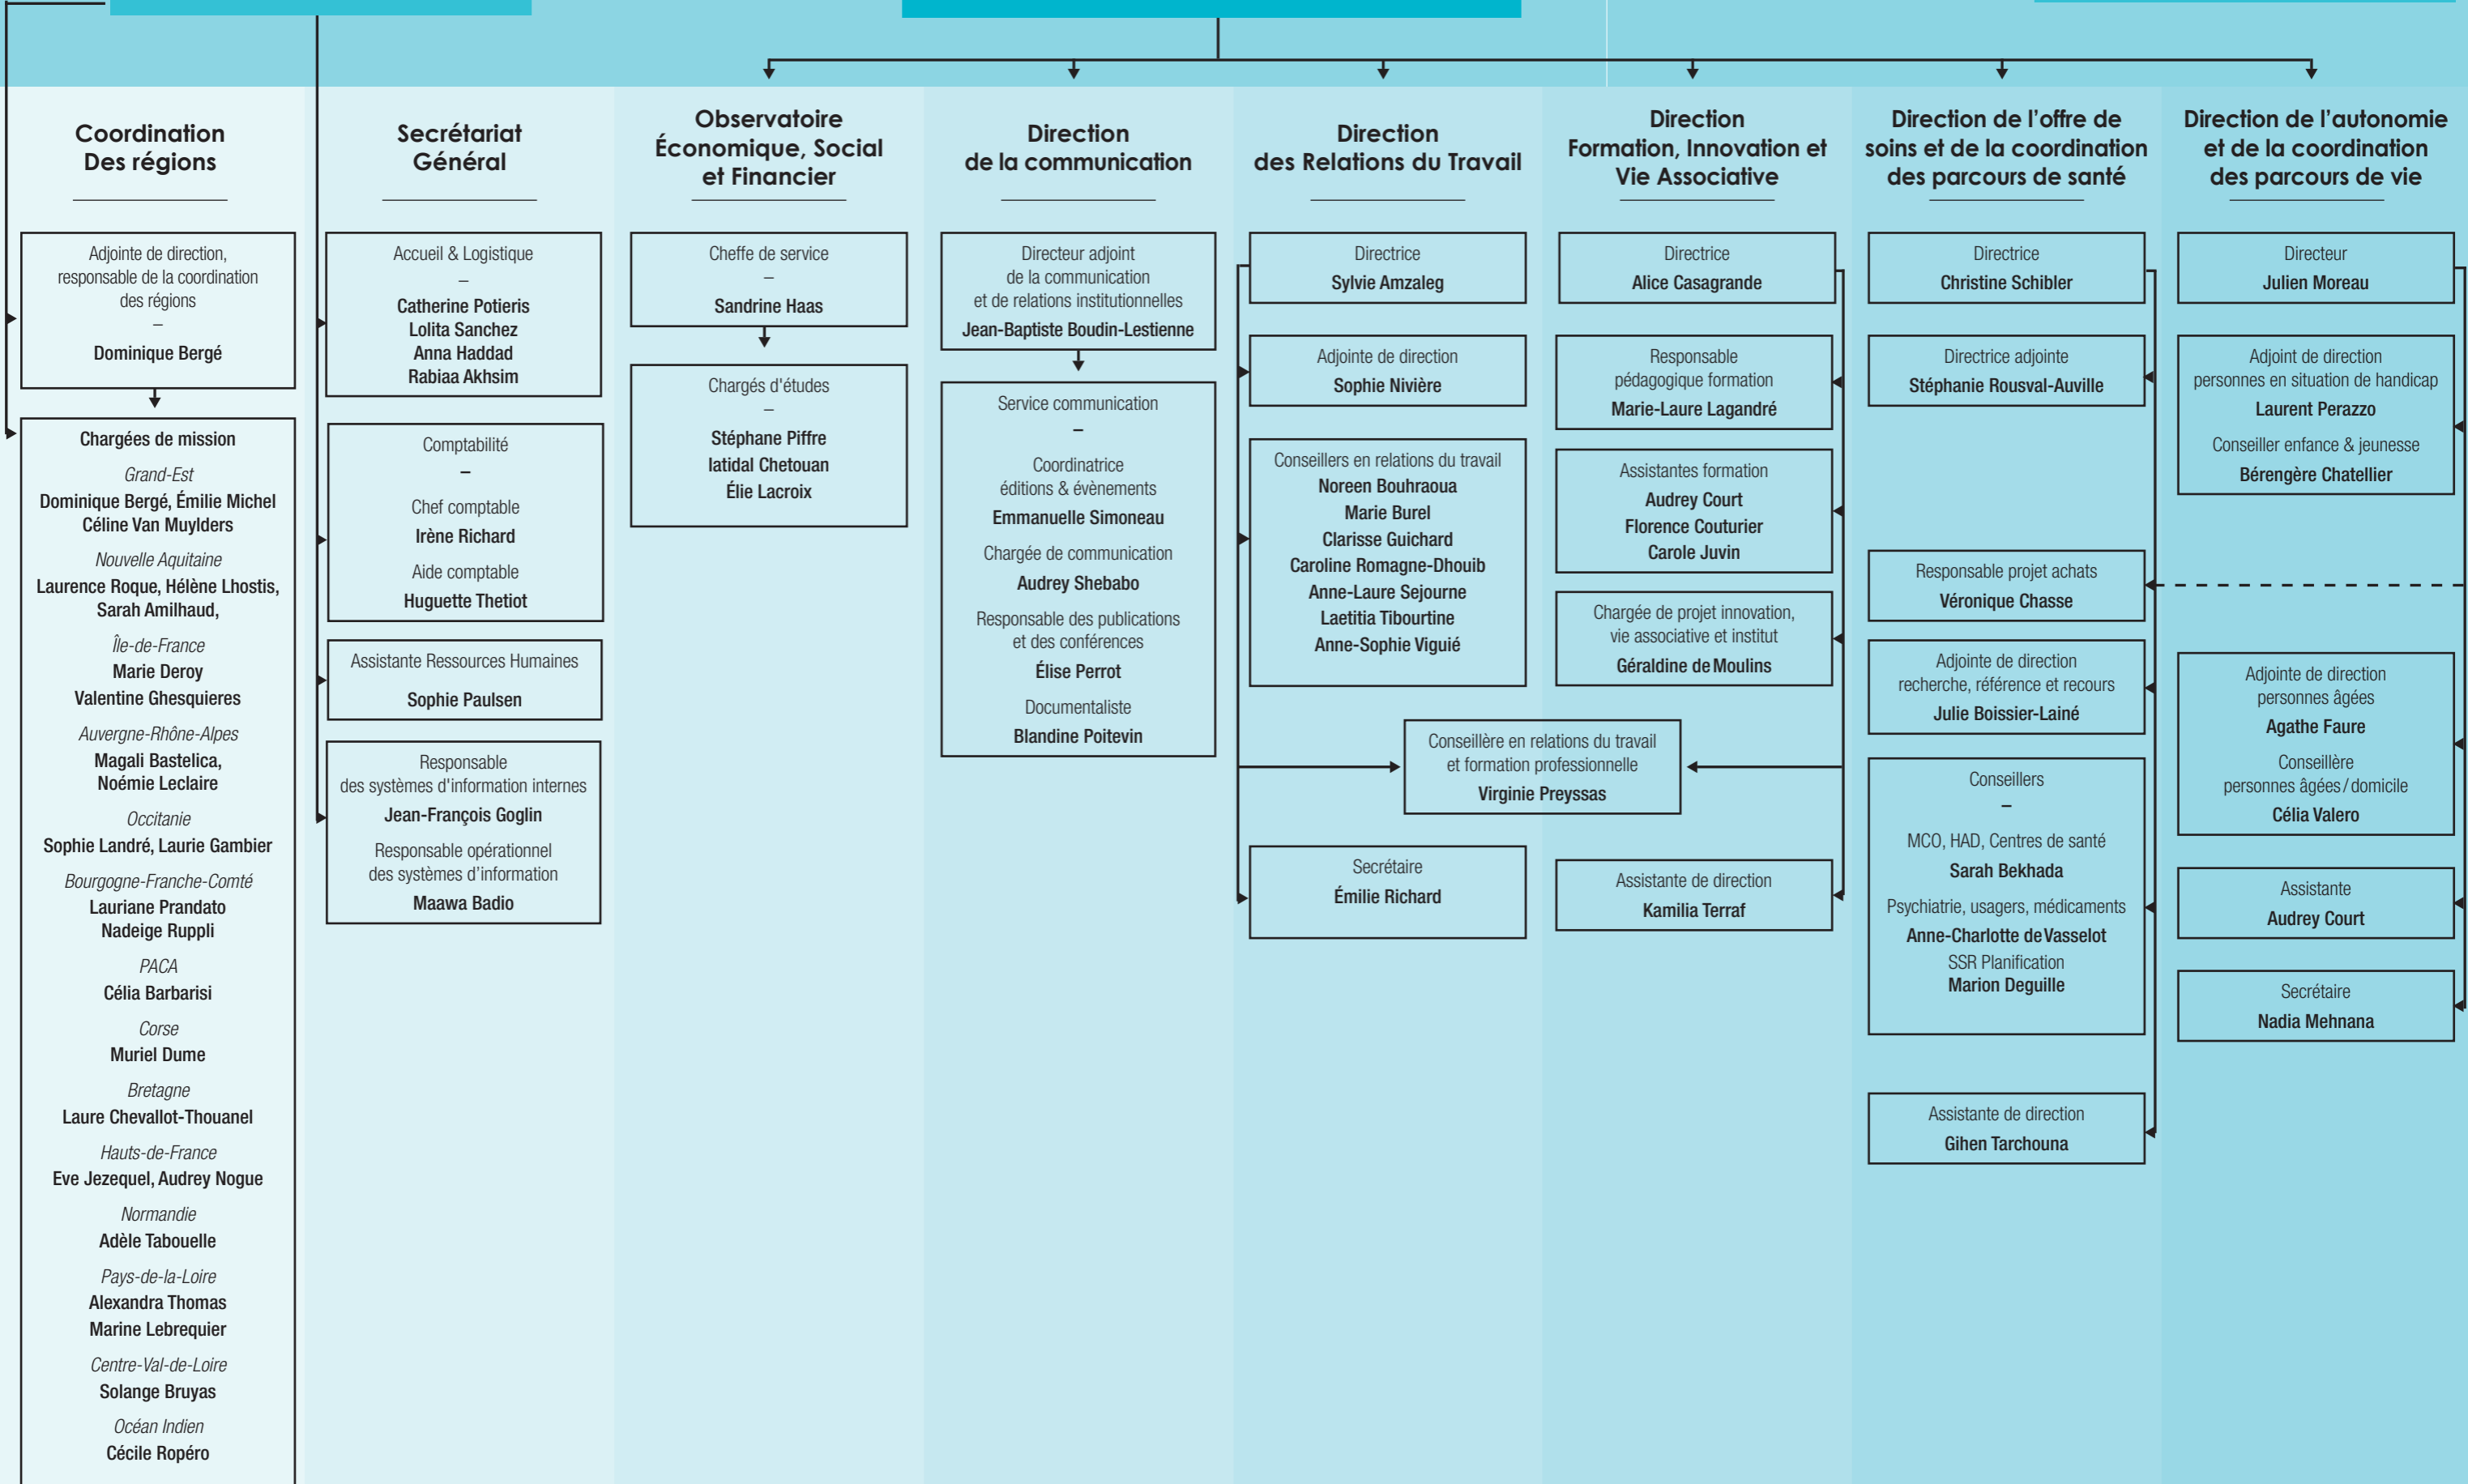 Coordination
Des régions
Adjointe de direction,
responsable de la coordination
des régions
–
Dominique Bergé
Chargées de mission
Grand-Est
Dominique Bergé, Émilie Michel
Céline Van Muylders
Nouvelle Aquitaine
Laurence Roque, Hélène Lhostis,
Sarah Amilhaud,
Île-de-France
Marie Deroy
Valentine Ghesquieres
Auvergne-Rhône-Alpes
Magali Bastelica,
Noémie Leclaire
Occitanie
Sophie Landré, Laurie Gambier
Bourgogne-Franche-Comté
Lauriane Prandato
Nadeige Ruppli
PACA
Célia Barbarisi
Corse
Muriel Dume
Bretagne
Laure Chevallot-Thouanel
Hauts-de-France
Eve Jezequel, Audrey Nogue
Normandie
Adèle Tabouelle
Pays-de-la-Loire
Alexandra Thomas
Marine Lebrequier
Centre-Val-de-Loire
Solange Bruyas
Océan Indien
Cécile Ropéro
Secrétariat
Général
Accueil & Logistique
–
Catherine Potieris
Lolita Sanchez
Anna Haddad
Rabiaa Akhsim
Comptabilité
–
Chef comptable
Irène Richard
Aide comptable
Huguette Thetiot
Assistante Ressources Humaines
Sophie Paulsen
Responsable
des systèmes d'information internes
Jean-François Goglin
Responsable opérationnel
des systèmes d'information
Maawa Badio
Observatoire
Économique, Social
et Financier
Cheffe de service
–
Sandrine Haas
Chargés d'études
–
Stéphane Piffre
Iatidal Chetouan
Élie Lacroix
Direction
de la communication
Directeur adjoint
de la communication
et de relations institutionnelles
Jean-Baptiste Boudin-Lestienne
Service communication
–
Coordinatrice
éditions & évènements
Emmanuelle Simoneau
Chargée de communication
Audrey Shebabo
Responsable des publications
et des conférences
Élise Perrot
Documentaliste
Blandine Poitevin
Direction
des Relations du Travail
Directrice
Sylvie Amzaleg
Adjointe de direction
Sophie Nivière
Conseillers en relations du travail
Noreen Bouhraoua
Marie Burel
Clarisse Guichard
Caroline Romagne-Dhouib
Anne-Laure Sejourne
Laetitia Tibourtine
Anne-Sophie Viguié
Conseillère en relations du travail
et formation professionnelle
Virginie Preyssas
Secrétaire
Émilie Richard
Direction
Formation, Innovation et
Vie Associative
Directrice
Alice Casagrande
Responsable
pédagogique formation
Marie-Laure Lagandré
Assistantes formation
Audrey Court
Florence Couturier
Carole Juvin
Chargée de projet innovation,
vie associative et institut
Géraldine de Moulins
Assistante de direction
Kamilia Terraf
Direction de l'offre de
soins et de la coordination
des parcours de santé
Directrice
Christine Schibler
Directrice adjointe
Stéphanie Rousval-Auville
Responsable projet achats
Véronique Chasse
Adjointe de direction
recherche, référence et recours
Julie Boissier-Lainé
Conseillers
–
MCO, HAD, Centres de santé
Sarah Bekhada
Psychiatrie, usagers, médicaments
Anne-Charlotte de Vasselot
SSR Planification
Marion Deguille
Assistante de direction
Gihen Tarchouna
Direction de l'autonomie
et de la coordination
des parcours de vie
Directeur
Julien Moreau
Adjoint de direction
personnes en situation de handicap
Laurent Perazzo
Conseiller enfance & jeunesse
Bérengère Chatellier
Adjointe de direction
personnes âgées
Agathe Faure
Conseillère
personnes âgées / domicile
Célia Valero
Assistante
Audrey Court
Secrétaire
Nadia Mehnana